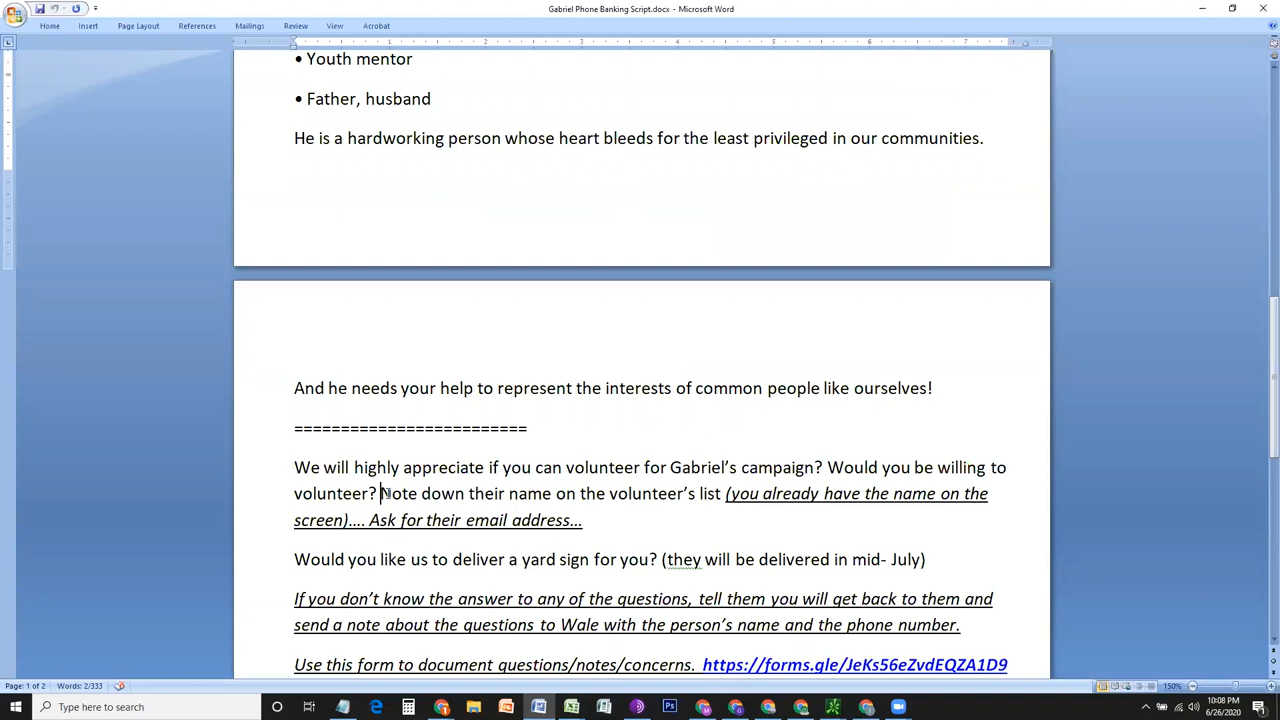 Gabriel Phone Banking Script.docx - Microsoft Word
Home Insert Page Layout References Mailings Review View Acrobat
1 2 3 4 5 6 7
• Youth mentor
• Father, husband
He is a hardworking person whose heart bleeds for the least privileged in our communities.
And he needs your help to represent the interests of common people like ourselves!
=========================
We will highly appreciate if you can volunteer for Gabriel's campaign? Would you be willing to
volunteer? Note down their name on the volunteer's list (you already have the name on the
screen)…. Ask for their email address…
Would you like us to deliver a yard sign for you? (they will be delivered in mid- July)
If you don't know the answer to any of the questions, tell them you will get back to them and
send a note about the questions to Wale with the person's name and the phone number.
Use this form to document questions/notes/concerns. https://forms.gle/JeKs56eZvdEQZA1D9
Page: 1 of 2 Words: 2/333 150%
Type here to search
10:08 PM
6/26/2020